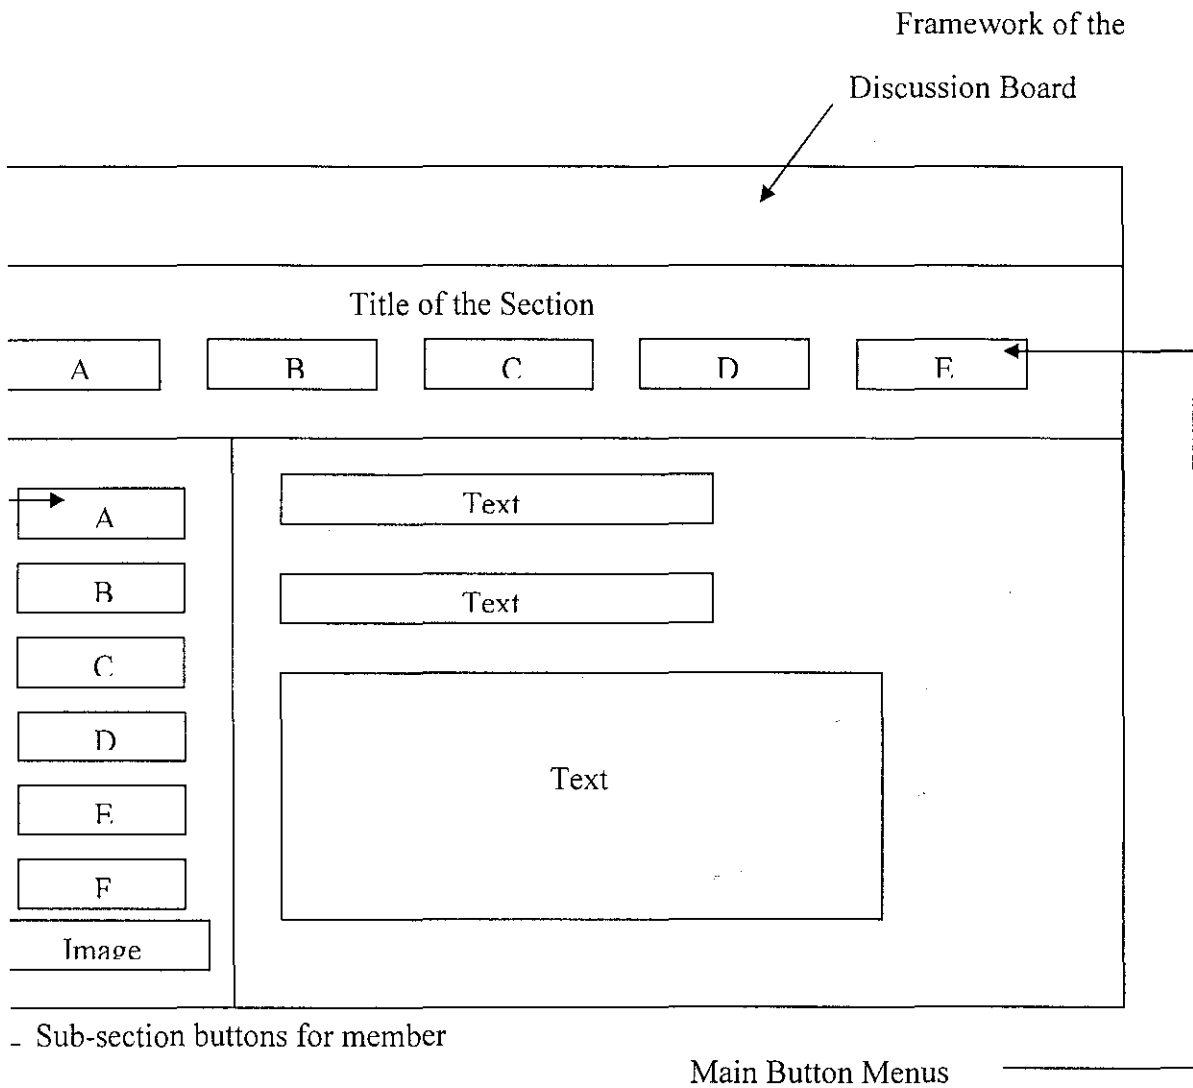 Framework of the
Discussion Board
Title of the Section
A B C D E
A
B
C
D
E
F
Image
Text
Text
Text
Sub-section buttons for member
Main Button Menus